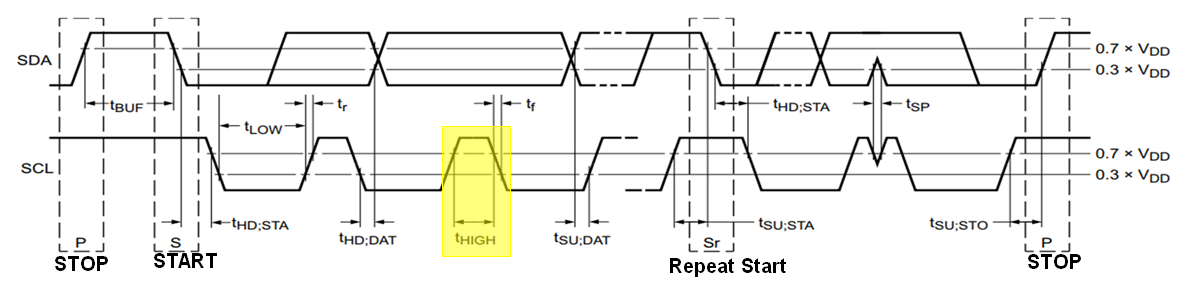 SDA
0.7 × VDD
0.3 × VDD
tBUF
tr
tf
tHD;STA
tSP
tLOW
SCL
0.7 × VDD
0.3 × VDD
tHD;STA
tHD;DAT
tHIGH
tSU;DAT
tSU;STA
tSU;STO
P
S
Sr
P
STOP
START
Repeat Start
STOP